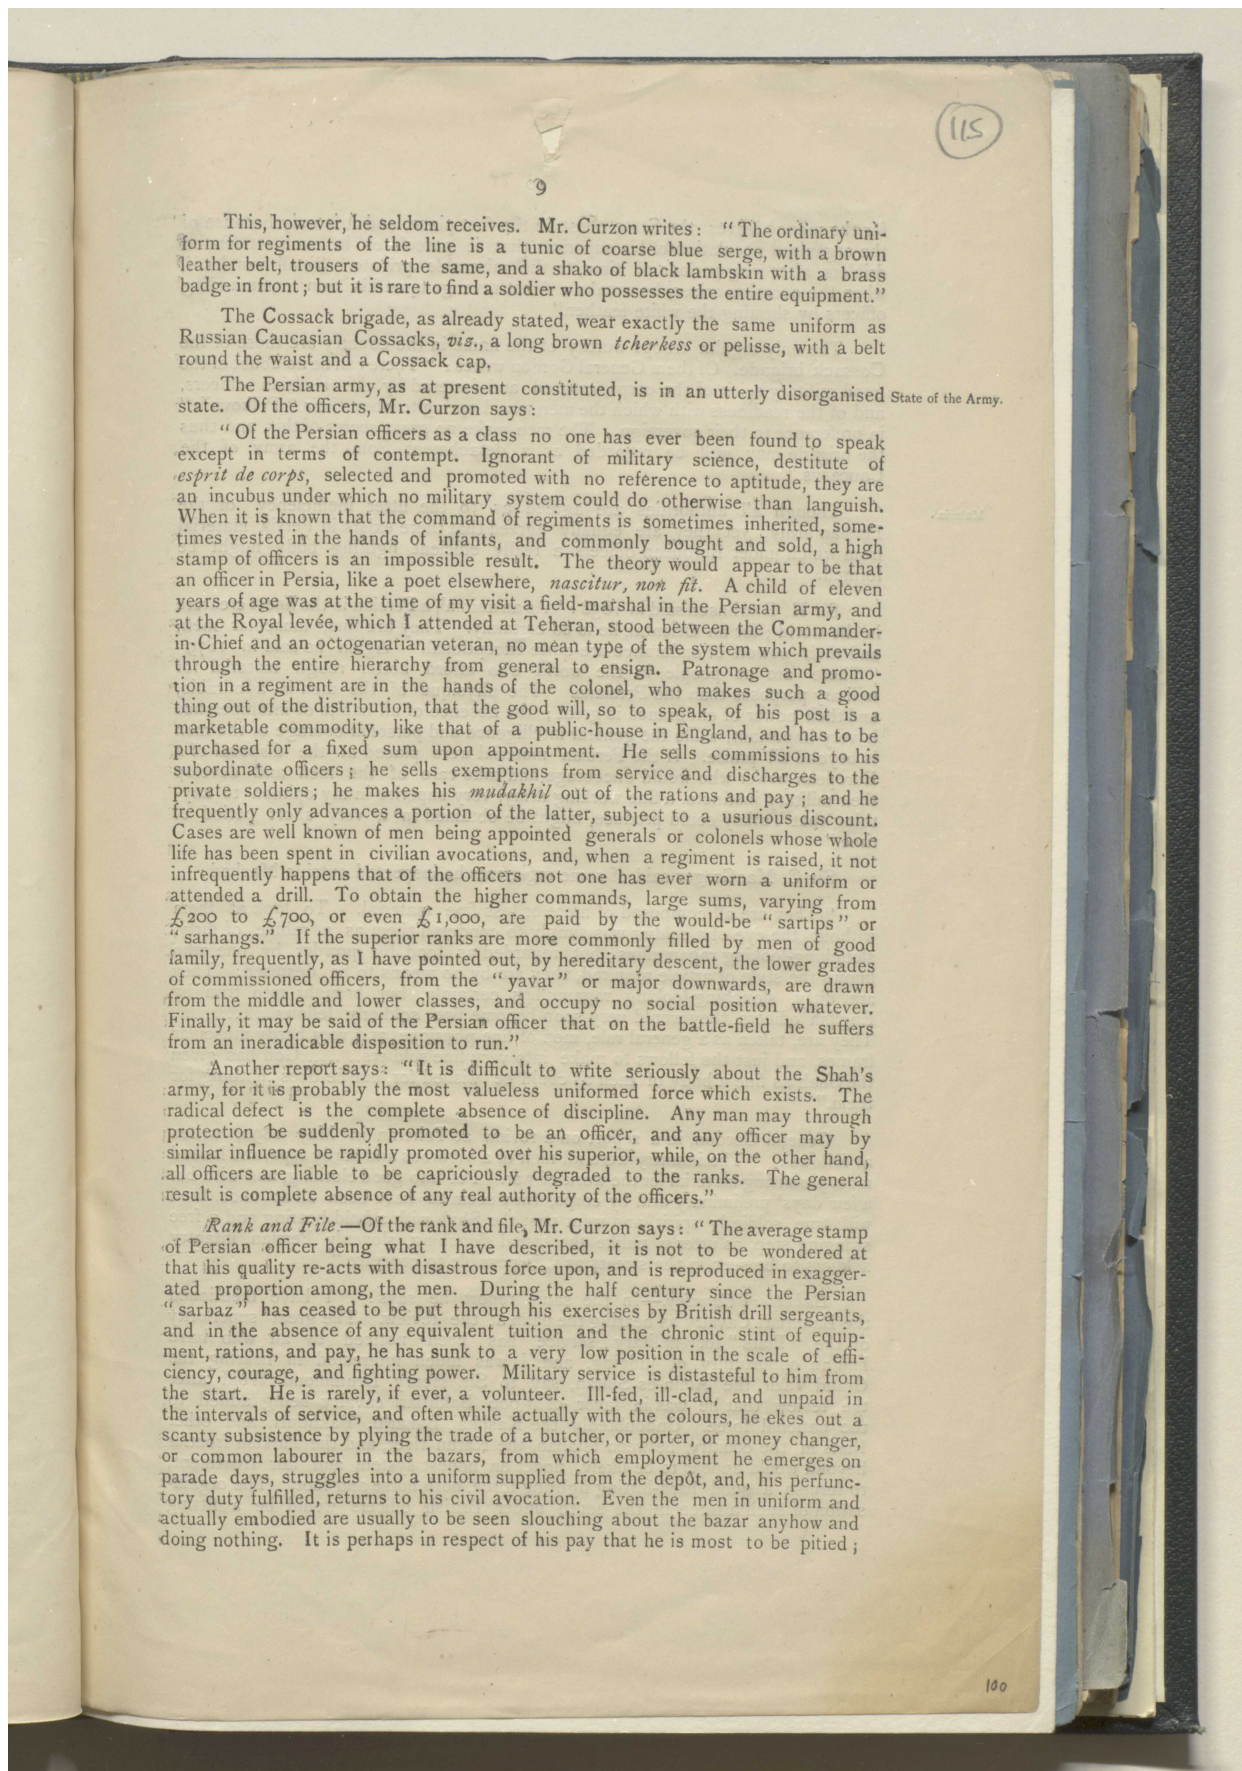 115
9
This, however, he seldom receives. Mr. Curzon writes: “The ordinary uni-
form for regiments of the line is a tunic of coarse blue serge, with a brown
leather belt, trousers of the same, and a shako of black lambskin with a brass
badge in front; but it is rare to find a soldier who possesses the entire equipment.”
The Cossack brigade, as already stated, wear exactly the same uniform as
Russian Caucasian Cossacks, viz., a long brown tcherkess or pelisse, with a belt
round the waist and a Cossack cap.
The Persian army, as at present constituted, is in an utterly disorganised
State of the Army.
state. Of the officers, Mr. Curzon says:
“Of the Persian officers as a class no one has ever been found to speak
except in terms of contempt. Ignorant of military science, destitute of
esprit de corps, selected and promoted with no reference to aptitude, they are
an incubus under which no military system could do otherwise than languish.
When it is known that the command of regiments is sometimes inherited, some-
times vested in the hands of infants, and commonly bought and sold, a high
stamp of officers is an impossible result. The theory would appear to be that
an officer in Persia, like a poet elsewhere, nascitur, non fit. A child of eleven
years of age was at the time of my visit a field-marshal in the Persian army, and
at the Royal levée, which I attended at Teheran, stood between the Commander-
in-Chief and an octogenarian veteran, no mean type of the system which prevails
through the entire hierarchy from general to ensign. Patronage and promo-
tion in a regiment are in the hands of the colonel, who makes such a good
thing out of the distribution, that the good will, so to speak, of his post is a
marketable commodity, like that of a public-house in England, and has to be
purchased for a fixed sum upon appointment. He sells commissions to his
subordinate officers; he sells exemptions from service and discharges to the
private soldiers; he makes his mudakhil out of the rations and pay; and he
frequently only advances a portion of the latter, subject to a usurious discount.
Cases are well known of men being appointed generals or colonels whose whole
life has been spent in civilian avocations, and, when a regiment is raised, it not
infrequently happens that of the officers not one has ever worn a uniform or
attended a drill. To obtain the higher commands, large sums, varying from
£200 to £700, or even £1,000, are paid by the would-be “sartips” or
“sarhangs.” If the superior ranks are more commonly filled by men of good
family, frequently, as I have pointed out, by hereditary descent, the lower grades
of commissioned officers, from the “yavar” or major downwards, are drawn
from the middle and lower classes, and occupy no social position whatever.
Finally, it may be said of the Persian officer that on the battle-field he suffers
from an ineradicable disposition to run.”
Another report says: “It is difficult to write seriously about the Shah’s
army, for it is probably the most valueless uniformed force which exists. The
radical defect is the complete absence of discipline. Any man may through
protection be suddenly promoted to be an officer, and any officer may by
similar influence be rapidly promoted over his superior, while, on the other hand,
all officers are liable to be capriciously degraded to the ranks. The general
result is complete absence of any real authority of the officers.”
Rank and File.—Of the rank and file, Mr. Curzon says: “The average stamp
of Persian officer being what I have described, it is not to be wondered at
that his quality re-acts with disastrous force upon, and is reproduced in exagger-
ated proportion among, the men. During the half century since the Persian
“sarbaz” has ceased to be put through his exercises by British drill sergeants,
and in the absence of any equivalent tuition and the chronic stint of equip-
ment, rations, and pay, he has sunk to a very low position in the scale of effi-
ciency, courage, and fighting power. Military service is distasteful to him from
the start. He is rarely, if ever, a volunteer. Ill-fed, ill-clad, and unpaid in
the intervals of service, and often while actually with the colours, he ekes out a
scanty subsistence by plying the trade of a butcher, or porter, or money changer,
or common labourer in the bazars, from which employment he emerges on
parade days, struggles into a uniform supplied from the depôt, and, his perfunc-
tory duty fulfilled, returns to his civil avocation. Even the men in uniform and
actually embodied are usually to be seen slouching about the bazar anyhow and
doing nothing. It is perhaps in respect of his pay that he is most to be pitied;
100